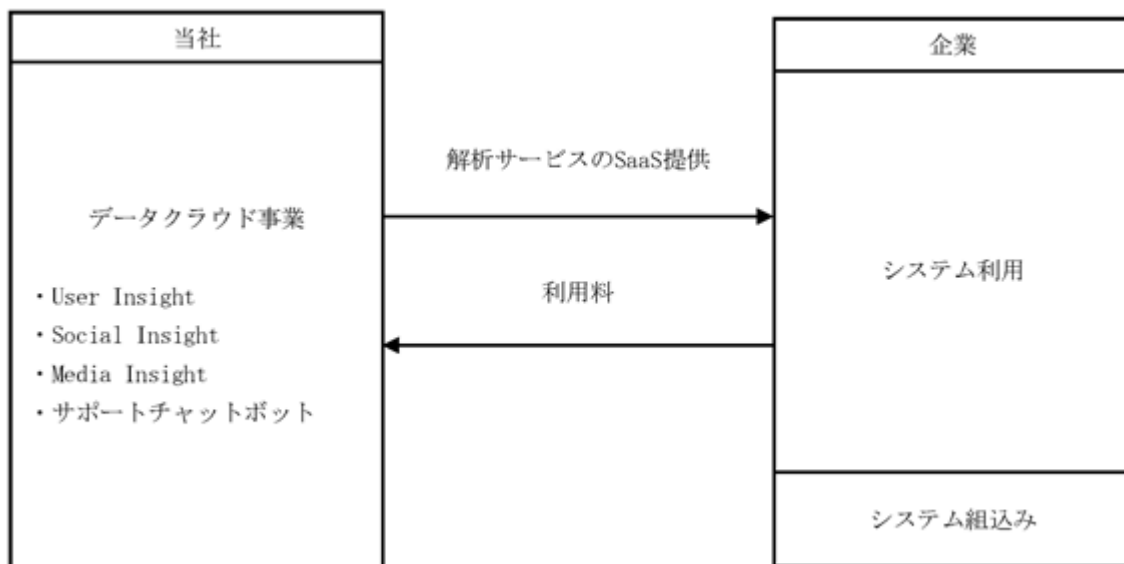 当社
データクラウド事業
・User Insight
・Social Insight
・Media Insight
・サポートチャットボット
解析サービスのSaaS提供
利用料
企業
システム利用
システム組込み